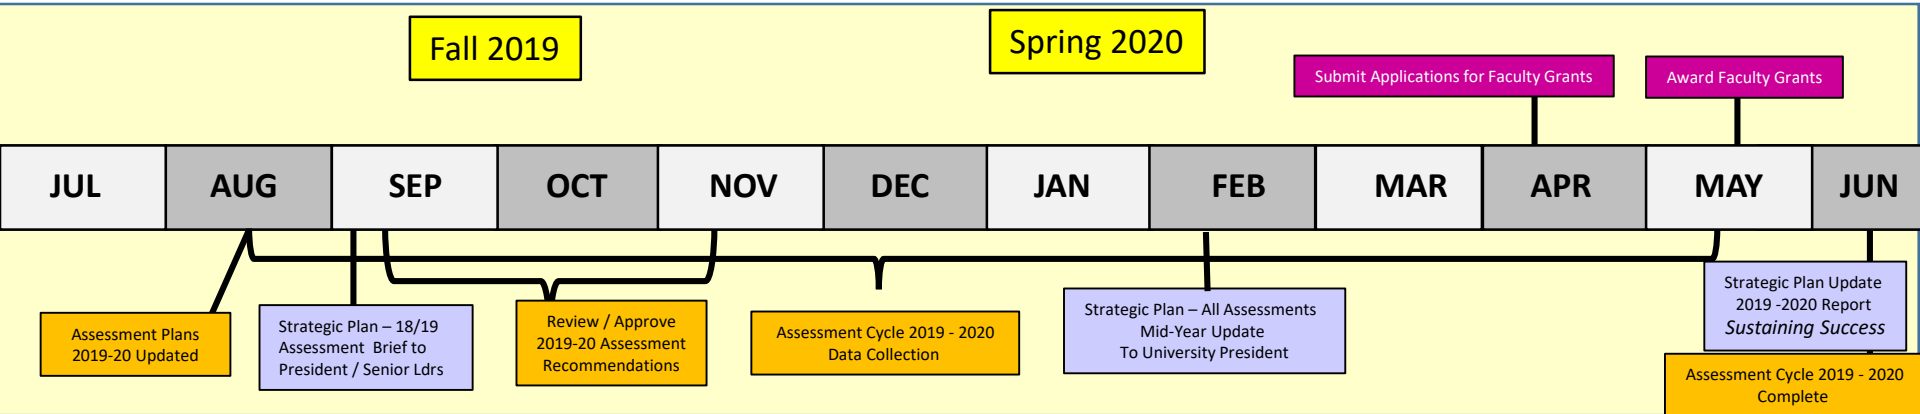 Fall 2019
Spring 2020
Submit Applications for Faculty Grants
Award Faculty Grants
JUL
AUG
SEP
OCT
NOV
DEC
JAN
FEB
MAR
APR
MAY
JUN
Assessment Plans
2019-20 Updated
Strategic Plan – 18/19
Assessment Brief to
President / Senior Ldrs
Review / Approve
2019-20 Assessment
Recommendations
Assessment Cycle 2019 - 2020
Data Collection
Strategic Plan – All Assessments
Mid-Year Update
To University President
Strategic Plan Update
2019 -2020 Report
Sustaining Success
Assessment Cycle 2019 - 2020
Complete